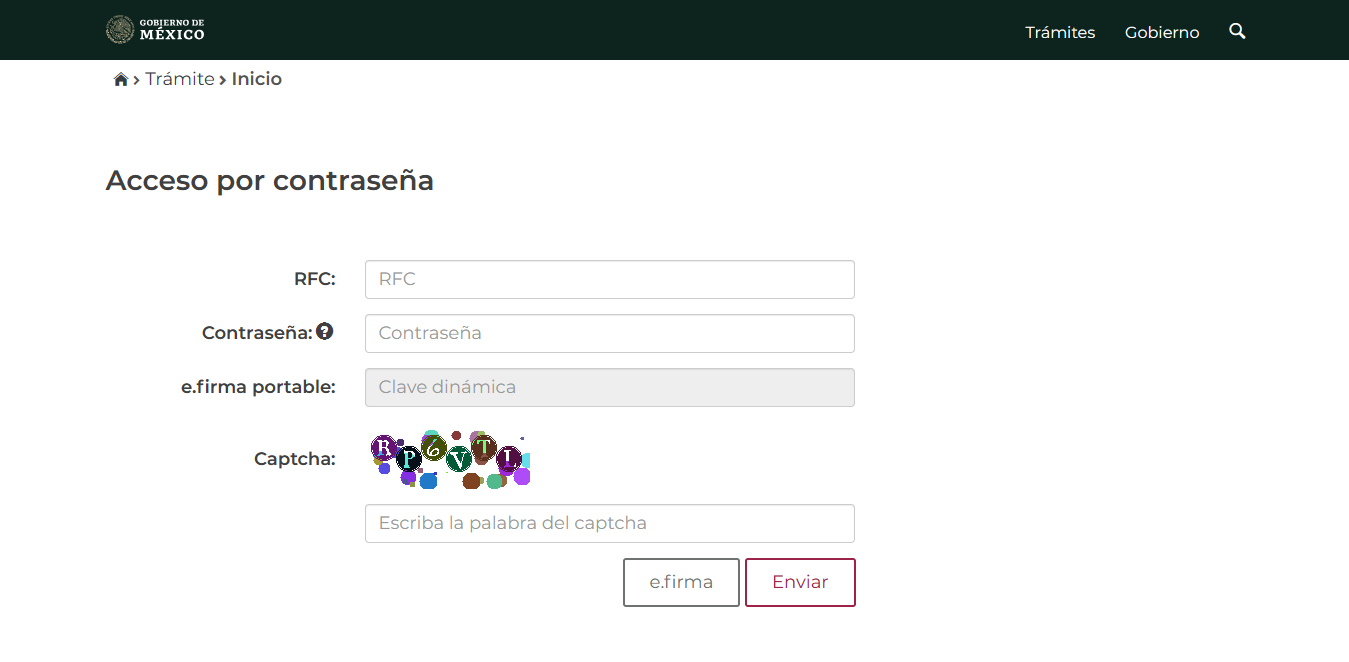 GOBIERNO DE
MÉXICO
Trámites Gobierno
Trámite Inicio
Acceso por contraseña
RFC: RFC
Contraseña: ? Contraseña
e.firma portable: Clave dinámica
Captcha:
Escriba la palabra del captcha
e.firma Enviar